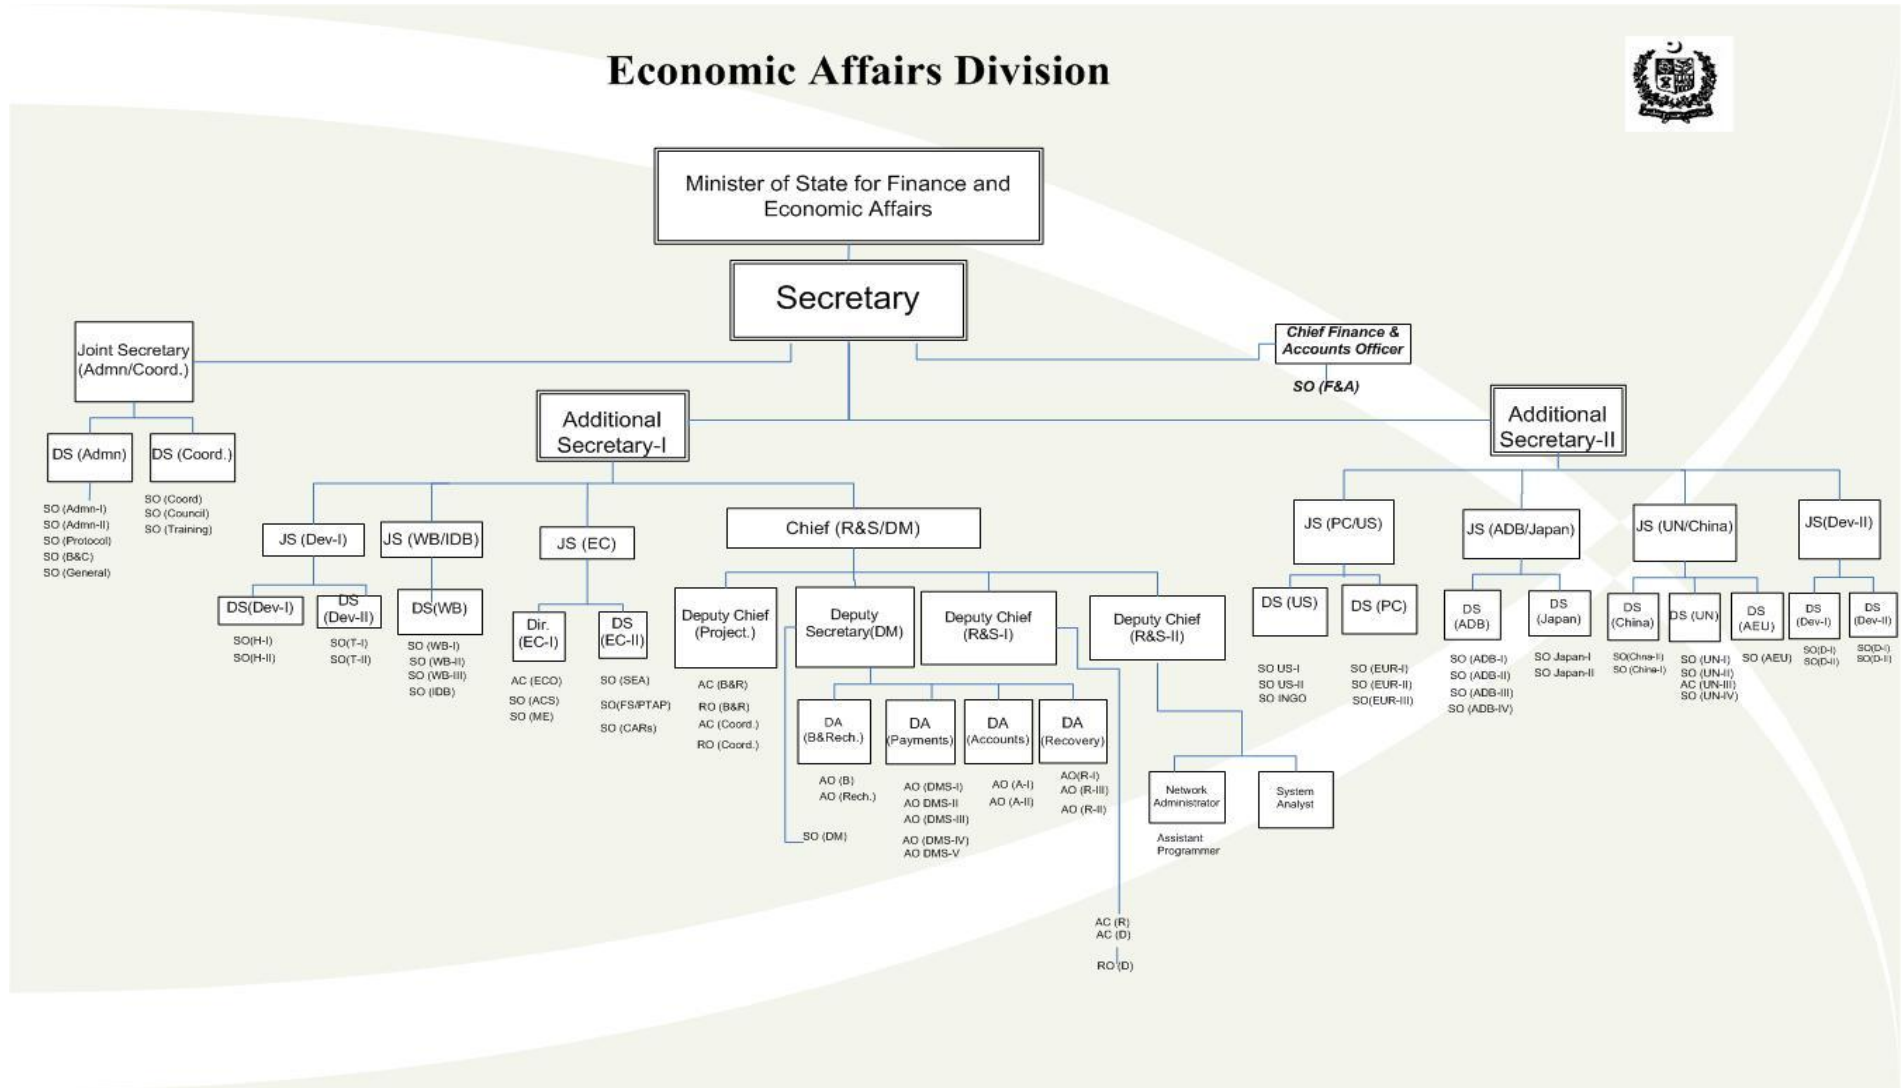 Economic Affairs Division
Minister of State for Finance and
Economic Affairs
Secretary
Joint Secretary
(Admn/Coord.)
Chief Finance &
Accounts Officer
SO (F&A)
Additional
Secretary-I
Additional
Secretary-II
DS (Admn)
DS (Coord.)
SO (Admn-I)
SO (Admn-II)
SO (Protocol)
SO (B&C)
SO (General)
SO (Coord)
SO (Council)
SO (Training)
JS (Dev-I)
JS (WB/IDB)
JS (EC)
Chief (R&S/DM)
JS (PC/US)
JS (ADB/Japan)
JS (UN/China)
JS(Dev-II)
DS(Dev-I)
SO(H-I)
SO(H-II)
DS
(Dev-II)
SO(T-I)
SO(T-II)
DS(WB)
SO (WB-I)
SO (WB-II)
SO (WB-III)
SO (IDB)
Dir.
(EC-I)
AC (ECO)
SO (ACS)
SO (ME)
DS
(EC-II)
SO (SEA)
SO(FS/PTAP)
SO (CARs)
Deputy Chief
(Project.)
AC (B&R)
RO (B&R)
AC (Coord.)
RO (Coord.)
Deputy
Secretary(DM)
Deputy Chief
(R&S-I)
Deputy Chief
(R&S-II)
DA
(B&Rech.)
AO (B)
AO (Rech.)
SO (DM)
DA
(Payments)
AO (DMS-I)
AO DMS-II
AO (DMS-III)
AO (DMS-IV)
AO DMS-V
DA
(Accounts)
AO (A-I)
AO (A-II)
DA
(Recovery)
AO(R-I)
AO (R-III)
AO (R-II)
AC (R)
AC (D)
RO (D)
Network
Administrator
Assistant
Programmer
System
Analyst
DS (US)
SO US-I
SO US-II
SO INGO
DS (PC)
SO (EUR-I)
SO (EUR-II)
SO(EUR-III)
DS
(ADB)
SO (ADB-I)
SO (ADB-II)
SO (ADB-III)
SO (ADB-IV)
DS
(Japan)
SO Japan-I
SO Japan-II
DS
(China)
SO(China-II)
SO (China-I)
DS (UN)
SO (UN-I)
SO (UN-II)
AC (UN-III)
SO (UN-IV)
DS
(AEU)
SO (AEU)
DS
(Dev-I)
SO(D-I)
SO(D-II)
DS
(Dev-II)
SO(D-I)
SO(D-II)